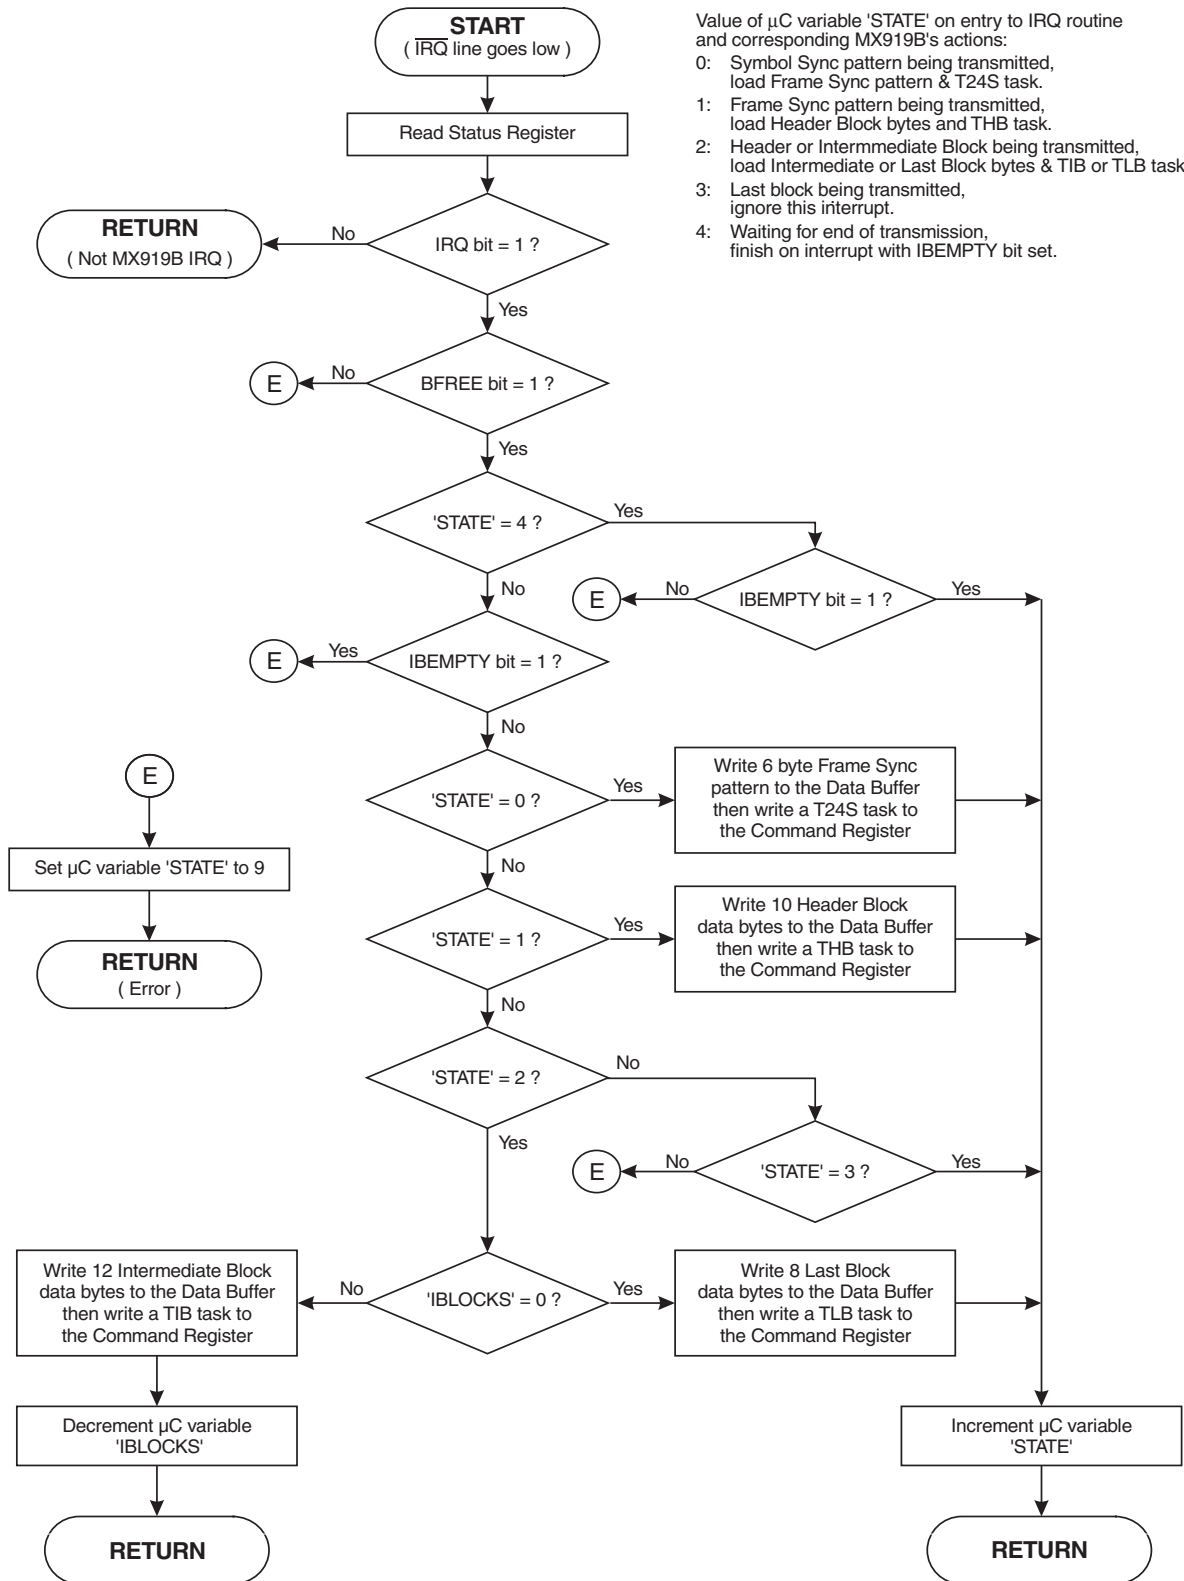 START
( IRQ line goes low )
Value of µC variable 'STATE' on entry to IRQ routine
and corresponding MX919B's actions:
0: Symbol Sync pattern being transmitted,
load Frame Sync pattern & T24S task.
1: Frame Sync pattern being transmitted,
load Header Block bytes and THB task.
2: Header or Intermmediate Block being transmitted,
load Intermediate or Last Block bytes & TIB or TLB task
3: Last block being transmitted,
ignore this interrupt.
4: Waiting for end of transmission,
finish on interrupt with IBEMPTY bit set.
Read Status Register
IRQ bit = 1 ?
No
RETURN
( Not MX919B IRQ )
Yes
BFREE bit = 1 ?
No
E
Yes
'STATE' = 4 ?
Yes
No
IBEMPTY bit = 1 ?
No
E
Yes
IBEMPTY bit = 1 ?
Yes
E
No
E
Set µC variable 'STATE' to 9
RETURN
( Error )
'STATE' = 0 ?
Yes
Write 6 byte Frame Sync
pattern to the Data Buffer
then write a T24S task to
the Command Register
No
'STATE' = 1 ?
Yes
Write 10 Header Block
data bytes to the Data Buffer
then write a THB task to
the Command Register
No
'STATE' = 2 ?
No
Yes
'STATE' = 3 ?
No
E
Yes
'IBLOCKS' = 0 ?
No
Write 12 Intermediate Block
data bytes to the Data Buffer
then write a TIB task to
the Command Register
Yes
Write 8 Last Block
data bytes to the Data Buffer
then write a TLB task to
the Command Register
Decrement µC variable
'IBLOCKS'
Increment µC variable
'STATE'
RETURN
RETURN